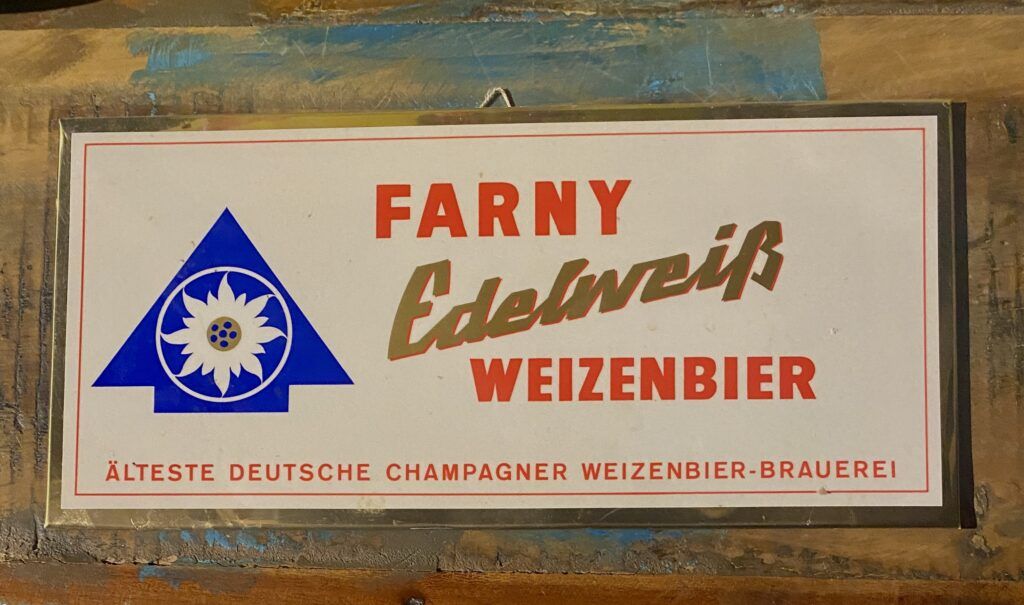 FARNY
Edelweiß
WEIZENBIER
ÄLTESTE DEUTSCHE CHAMPAGNER WEIZENBIER-BRAUEREI